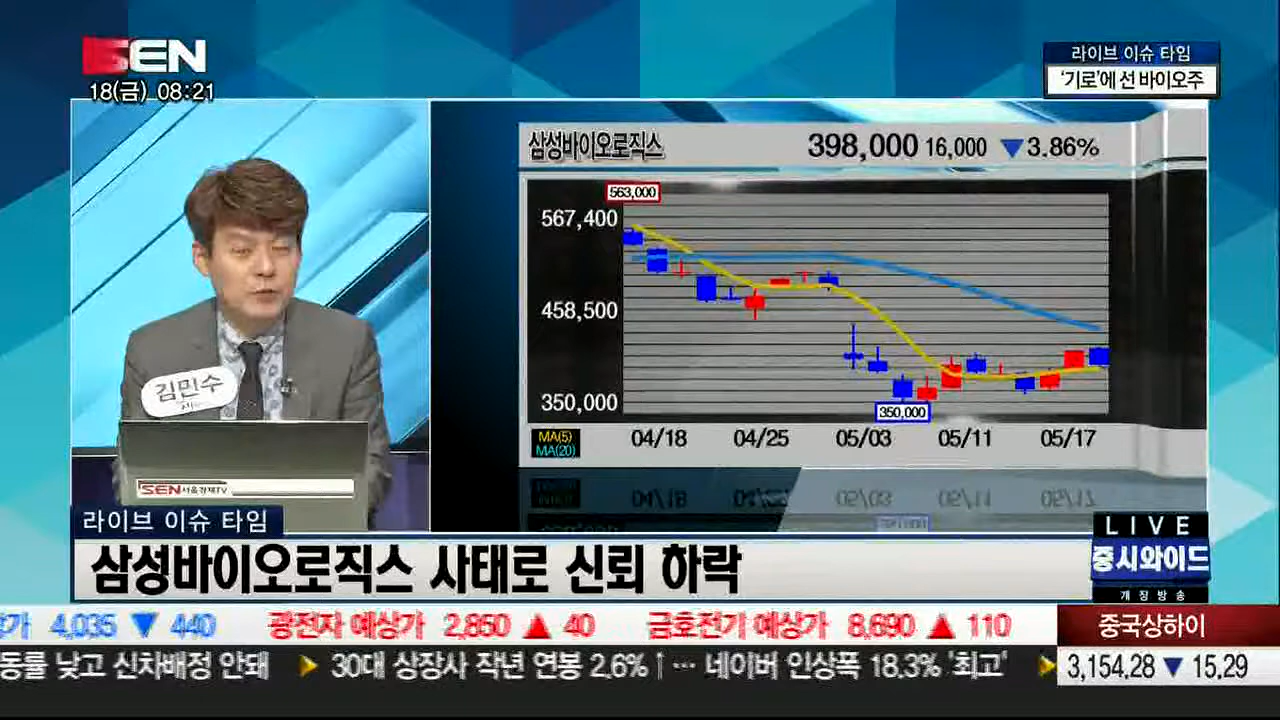 SEN
18(금) 08:21
라이브 이슈 타임
'기로'에 선 바이오주
삼성바이오로직스 398,000 16,000 ▼3.86%
563,000
567,400
458,500
350,000
350,000
MA(5)
MA(20)
04/18 04/25 05/03 05/11 05/17
김민수
SEN 서울경제TV
라이브 이슈 타임
삼성바이오로직스 사태로 신뢰 하락
LIVE
증시와이드
개장방송
가 4,035 ▼ 440 광전자 예상가 2,850 ▲ 40 금호전기 예상가 8,690 ▲ 110
중국상하이
동률 낮고 신차배정 안돼 ▶ 30대 상장사 작년 연봉 2.6%↑… 네이버 인상폭 18.3% '최고' ▶
3,154.28 ▼ 15.29